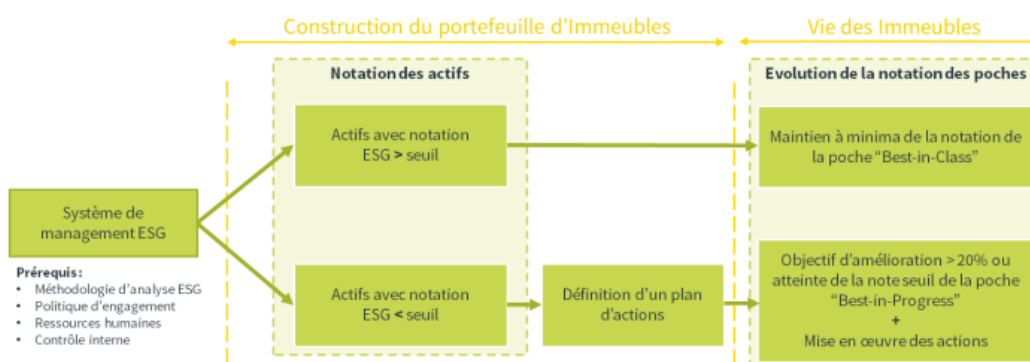 Construction du portefeuille d'Immeubles
Vie des Immeubles
Notation des actifs
Evolution de la notation des poches
Actifs avec notation
ESG > seuil
Maintien à minima de la notation de
la poche "Best-in-Class"
Système de
management ESG
Prérequis :
• Méthodologie d'analyse ESG
• Politique d'engagement
• Ressources humaines
• Contrôle interne
Actifs avec notation
ESG < seuil
Définition d'un plan
d'actions
Objectif d'amélioration > 20% ou
atteinte de la note seuil de la poche
"Best-in-Progress"
+
Mise en œuvre des actions